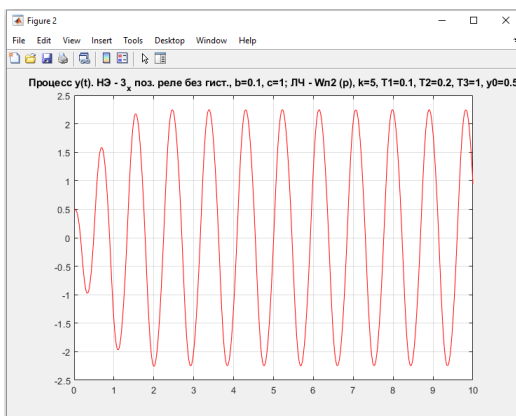 Figure 2
File Edit View Insert Tools Desktop Window Help
Процесс y(t). НЭ - 3x поз. реле без гист., b=0.1, c=1; ЛЧ - Wл2 (p), k=5, T1=0.1, T2=0.2, T3=1, y0=0.5
2.5
2
1.5
1
0.5
0
-0.5
-1
-1.5
-2
-2.5
0 1 2 3 4 5 6 7 8 9 10